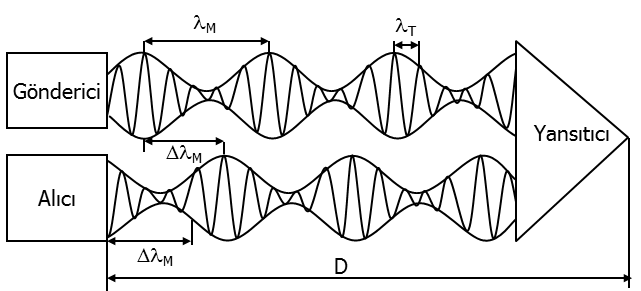 λM
λT
Gönderici
Yansıtıcı
ΔλM
Alıcı
ΔλM
D